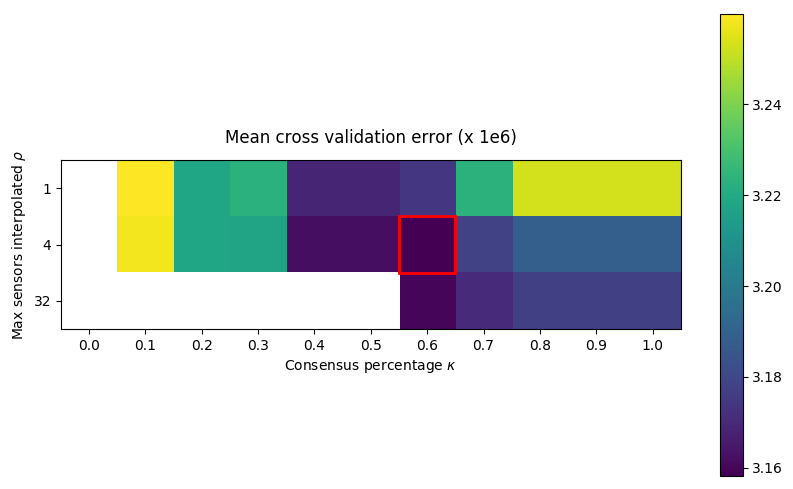 Mean cross validation error (x 1e6)
Max sensors interpolated ρ
1
4
32
0.0 0.1 0.2 0.3 0.4 0.5 0.6 0.7 0.8 0.9 1.0
Consensus percentage κ
3.24
3.22
3.20
3.18
3.16